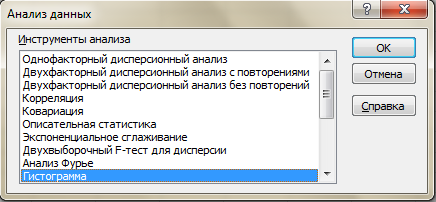 Анализ данных
Инструменты анализа
Однофакторный дисперсионный анализ
Двухфакторный дисперсионный анализ с повторениями
Двухфакторный дисперсионный анализ без повторений
Корреляция
Ковариация
Описательная статистика
Экспоненциальное сглаживание
Двухвыборочный F-тест для дисперсии
Анализ Фурье
Гистограмма
ОК
Отмена
Справка